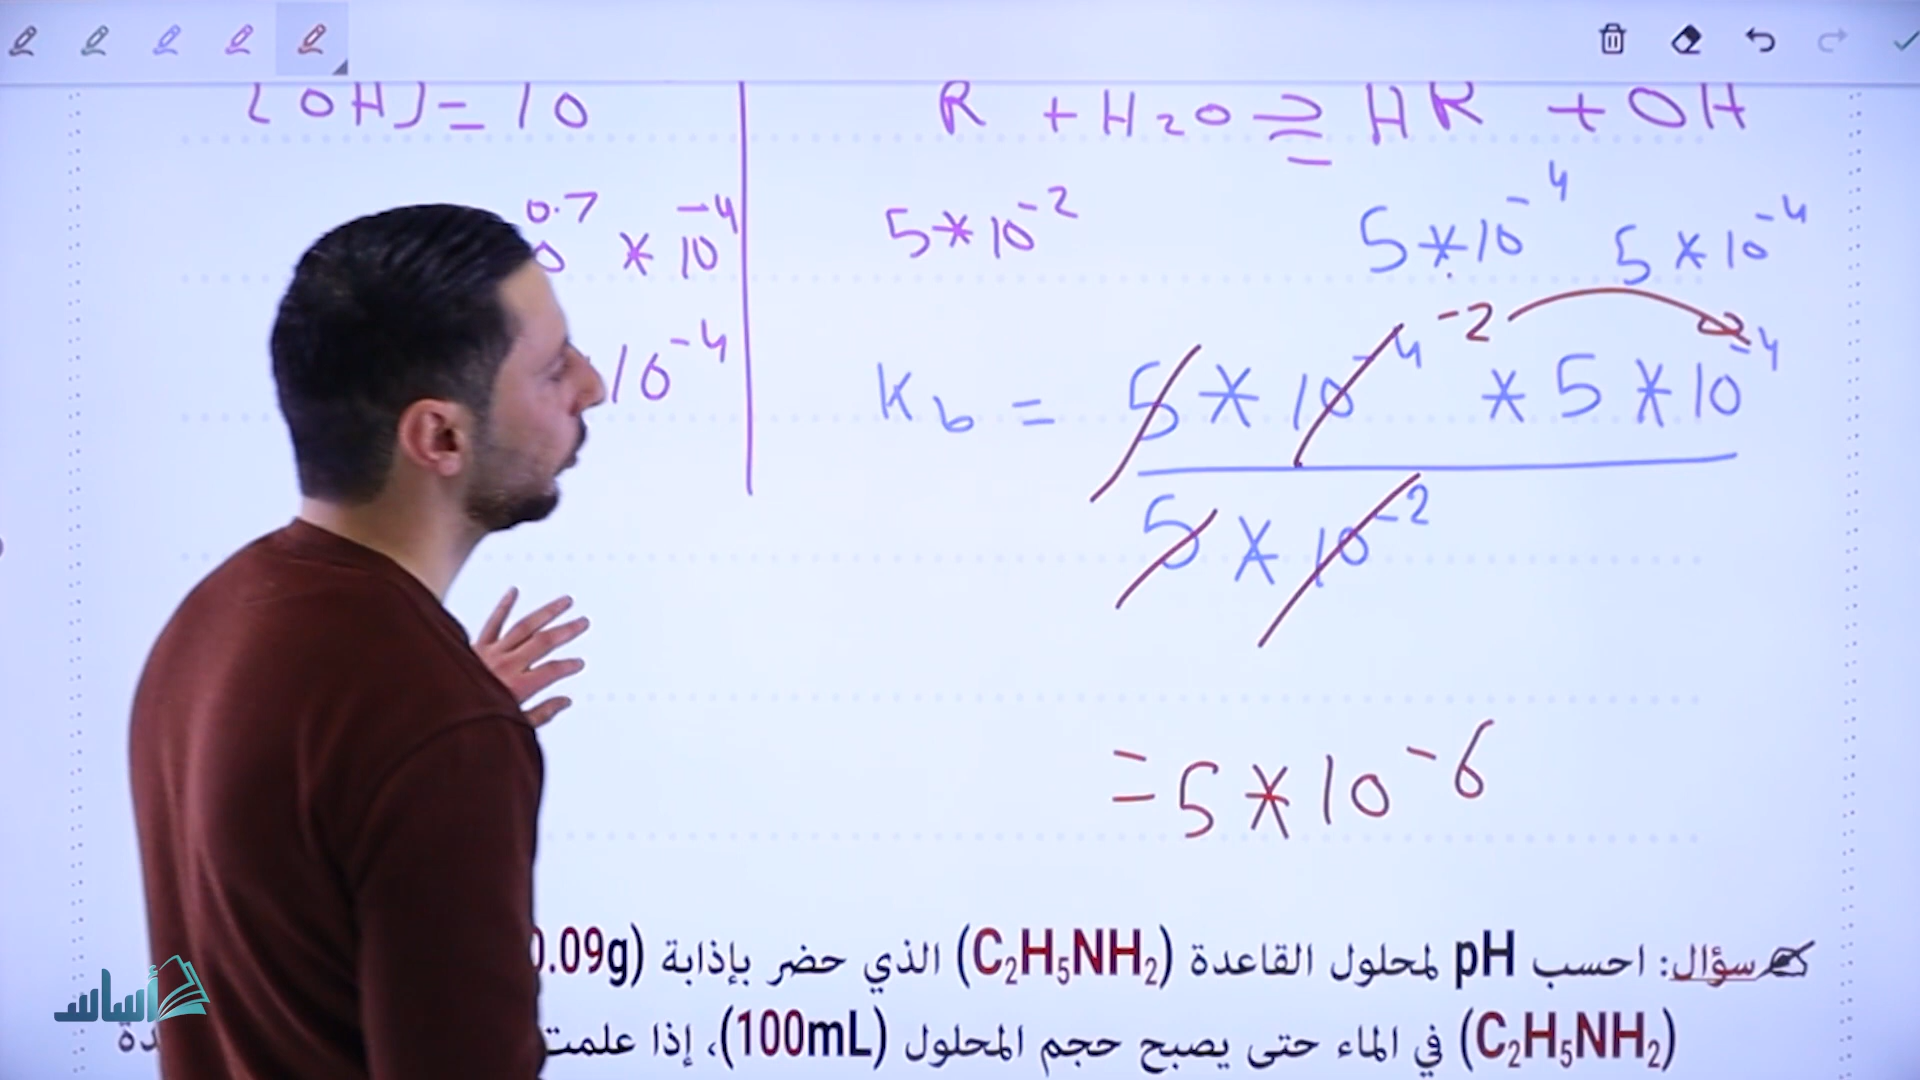 [OH] = 10
R + H2O ⇌ HR + OH
0.7 * 10^-4
5*10^-2
5*10^-4 5*10^-4
10^-4
-2
Kb = 5 * 10^-4 * 5 * 10^-4
5 * 10^-2
= 5 * 10^-6
سؤال: احسب pH لمحلول القاعدة (C₂H₅NH₂) الذي حضر بإذابة (0.09g)
(C₂H₅NH₂) في الماء حتى يصبح حجم المحلول (100mL)، إذا علمت
أساس